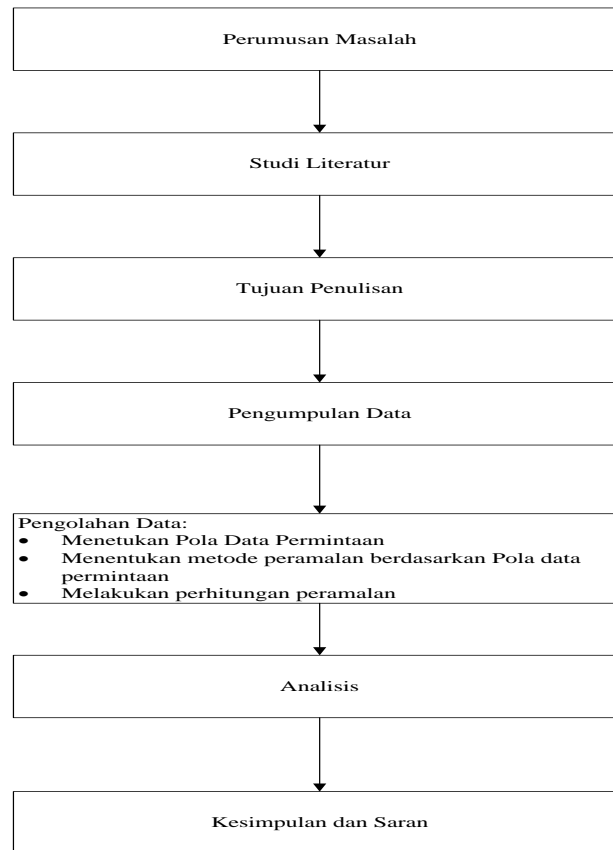 Perumusan Masalah
Studi Literatur
Tujuan Penulisan
Pengumpulan Data
Pengolahan Data:
• Menetukan Pola Data Permintaan
• Menentukan metode peramalan berdasarkan Pola data
permintaan
• Melakukan perhitungan peramalan
Analisis
Kesimpulan dan Saran